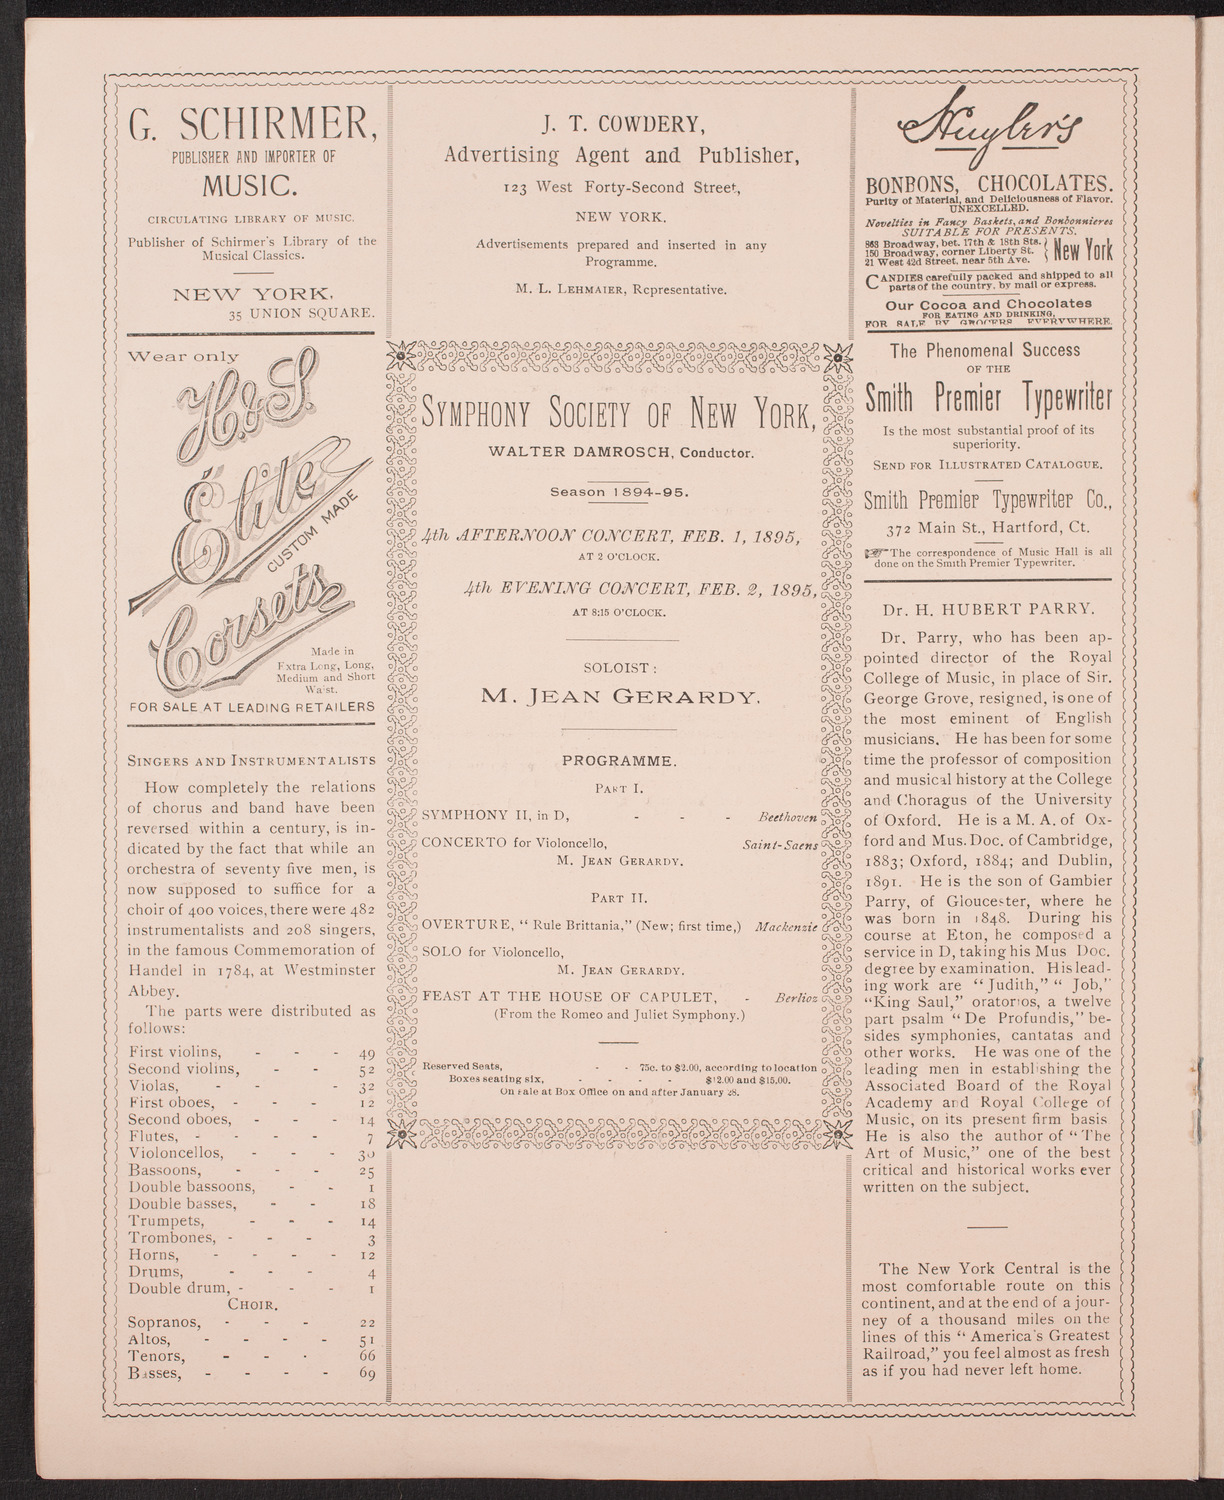 G. SCHIRMER,
PUBLISHER AND IMPORTER OF
MUSIC.
CIRCULATING LIBRARY OF MUSIC.
Publisher of Schirmer's Library of the
Musical Classics.
NEW YORK,
35 UNION SQUARE.
Wear only
H. & S.
Élite
CUSTOM MADE
Corsets
Made in
Extra Long, Long,
Medium and Short
Waist.
FOR SALE AT LEADING RETAILERS
SINGERS AND INSTRUMENTALISTS
How completely the relations
of chorus and band have been
reversed within a century, is in-
dicated by the fact that while an
orchestra of seventy five men, is
now supposed to suffice for a
choir of 400 voices, there were 482
instrumentalists and 208 singers,
in the famous Commemoration of
Handel in 1784, at Westminster
Abbey.
The parts were distributed as
follows:
First violins, - - - 49
Second violins, - - 52
Violas, - - - 32
First oboes, - - - 12
Second oboes, - - - 14
Flutes, - - - - 7
Violoncellos, - - - 30
Bassoons, - - - 25
Double bassoons, - - 1
Double basses, - - 18
Trumpets, - - - 14
Trombones, - - - 3
Horns, - - - - 12
Drums, - - - 4
Double drum, - - - 1
CHOIR.
Sopranos, - - - 22
Altos, - - - - 51
Tenors, - - - 66
Basses, - - - - 69
J. T. COWDERY,
Advertising Agent and Publisher,
123 West Forty-Second Street,
NEW YORK.
Advertisements prepared and inserted in any
Programme.
M. L. LEHMAIER, Representative.
SYMPHONY SOCIETY OF NEW YORK,
WALTER DAMROSCH, Conductor.
Season 1894-95.
4th AFTERNOON CONCERT, FEB. 1, 1895,
AT 2 O'CLOCK.
4th EVENING CONCERT, FEB. 2, 1895,
AT 8:15 O'CLOCK.
SOLOIST:
M. JEAN GERARDY.
PROGRAMME.
PART I.
SYMPHONY II, in D, - - - Beethoven
CONCERTO for Violoncello, Saint-Saens
M. JEAN GERARDY.
PART II.
OVERTURE, “ Rule Brittania,” (New; first time,) Mackenzie
SOLO for Violoncello,
M. JEAN GERARDY.
FEAST AT THE HOUSE OF CAPULET, - Berlioz
(From the Romeo and Juliet Symphony.)
Reserved Seats, - - 75c. to $2.00, according to location
Boxes seating six, - - - - $12.00 and $15.00.
On sale at Box Office on and after January 28.
Huyler's
BONBONS, CHOCOLATES.
Purity of Material, and Deliciousness of Flavor.
UNEXCELLED.
Novelties in Fancy Baskets, and Bonbonnieres
SUITABLE FOR PRESENTS.
863 Broadway, bet. 17th & 18th Sts.
150 Broadway, corner Liberty St.
21 West 42d Street, near 5th Ave.
New York
CANDIES carefully packed and shipped to all
parts of the country, by mail or express.
Our Cocoa and Chocolates
FOR EATING AND DRINKING,
FOR SALE BY GROCERS EVERYWHERE.
The Phenomenal Success
OF THE
Smith Premier Typewriter
Is the most substantial proof of its
superiority.
SEND FOR ILLUSTRATED CATALOGUE.
Smith Premier Typewriter Co.,
372 Main St., Hartford, Ct.
☞ The correspondence of Music Hall is all
done on the Smith Premier Typewriter.
Dr. H. HUBERT PARRY.
Dr. Parry, who has been ap-
pointed director of the Royal
College of Music, in place of Sir.
George Grove, resigned, is one of
the most eminent of English
musicians. He has been for some
time the professor of composition
and musical history at the College
and Choragus of the University
of Oxford. He is a M. A. of Ox-
ford and Mus. Doc. of Cambridge,
1883; Oxford, 1884; and Dublin,
1891. He is the son of Gambier
Parry, of Gloucester, where he
was born in 1848. During his
course at Eton, he composed a
service in D, taking his Mus Doc.
degree by examination. His lead-
ing work are “ Judith,” “ Job,”
“King Saul,” oratorios, a twelve
part psalm “ De Profundis,” be-
sides symphonies, cantatas and
other works. He was one of the
leading men in establishing the
Associated Board of the Royal
Academy and Royal College of
Music, on its present firm basis
He is also the author of “ The
Art of Music,” one of the best
critical and historical works ever
written on the subject.
The New York Central is the
most comfortable route on this
continent, and at the end of a jour-
ney of a thousand miles on the
lines of this “ America's Greatest
Railroad,” you feel almost as fresh
as if you had never left home.